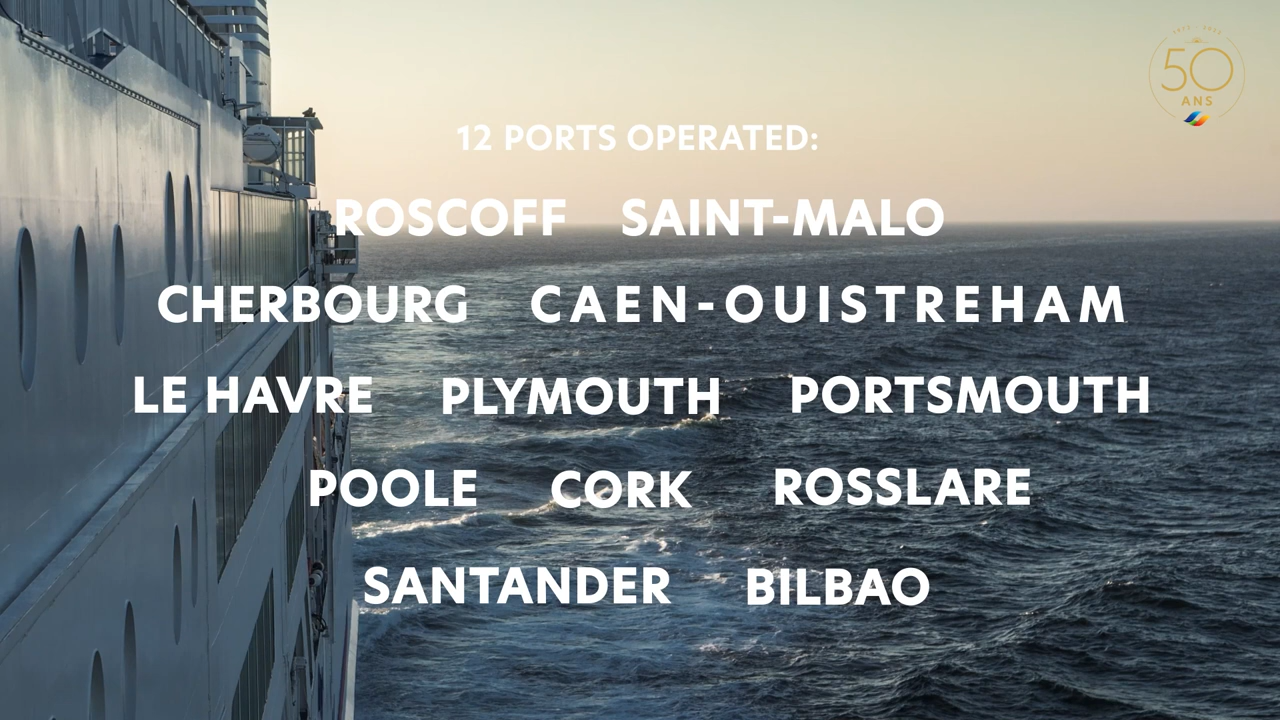 50
ANS
12 PORTS OPERATED:
ROSCOFF SAINT-MALO
CHERBOURG CAEN-OUISTREHAM
LE HAVRE PLYMOUTH PORTSMOUTH
POOLE CORK ROSSLARE
SANTANDER BILBAO